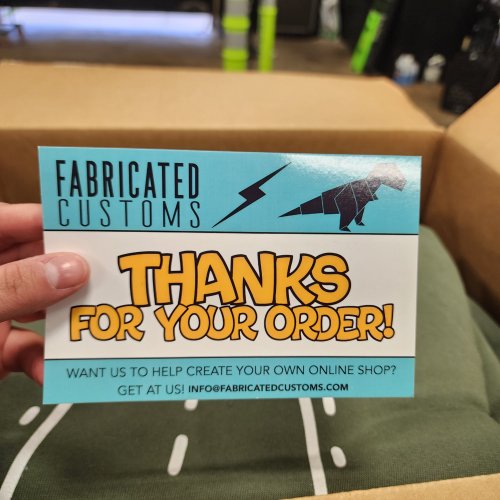 FABRICATED
CUSTOMS
THANKS
FOR YOUR ORDER!
WANT US TO HELP CREATE YOUR OWN ONLINE SHOP?
GET AT US! INFO@FABRICATEDCUSTOMS.COM